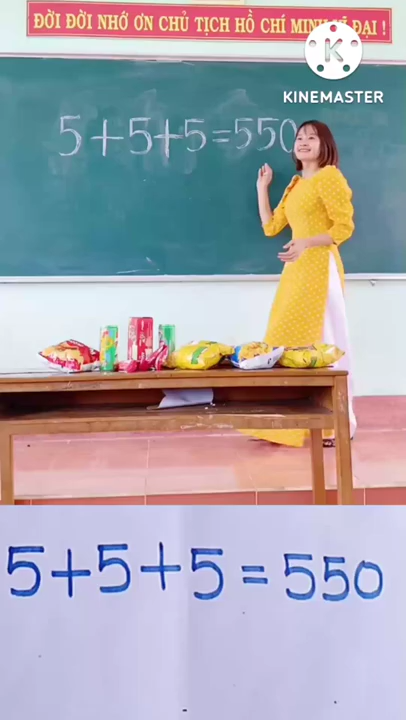 ĐỜI ĐỜI NHỚ ƠN CHỦ TỊCH HỒ CHÍ MINH VĨ ĐẠI !
KINEMASTER
5+5+5=550
5+5+5=550